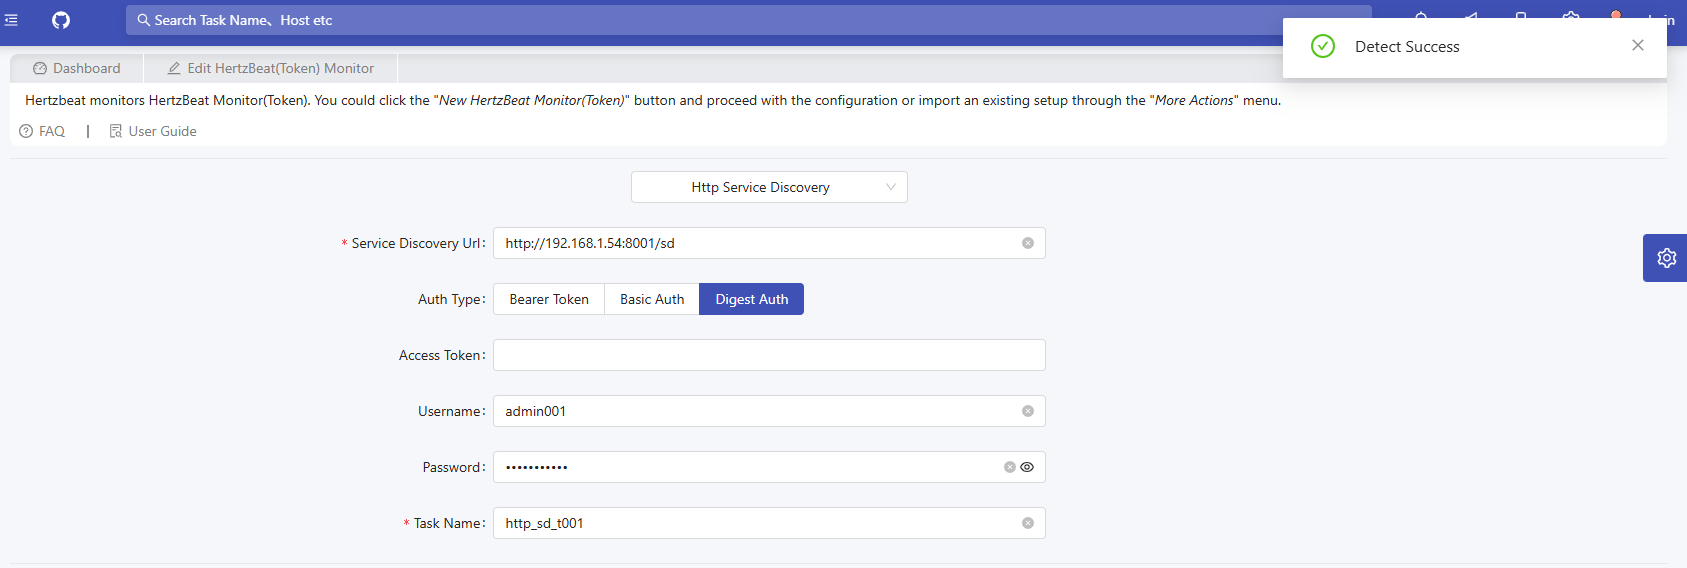 Search Task Name、Host etc
Detect Success
Dashboard
Edit HertzBeat(Token) Monitor
Hertzbeat monitors HertzBeat Monitor(Token). You could click the "New HertzBeat Monitor(Token)" button and proceed with the configuration or import an existing setup through the "More Actions" menu.
FAQ | User Guide
Http Service Discovery
* Service Discovery Url: http://192.168.1.54:8001/sd
Auth Type: Bearer Token Basic Auth Digest Auth
Access Token:
Username: admin001
Password: •••••••••••
* Task Name: http_sd_t001